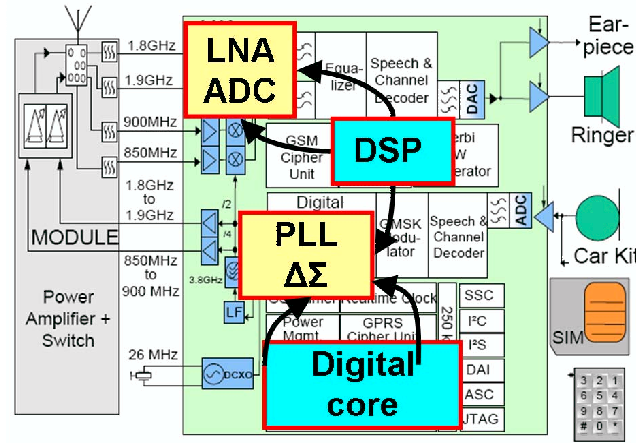 1.8GHz
1.9GHz
900MHz
850MHz
1.8GHz
to
1.9GHz
MODULE
850MHz
to
900 MHz
Power
Amplifier +
Switch
26 MHz
LNA
ADC
Equa-
lizer
Speech &
Channel
Decoder
DAC
Ear-
piece
Ringer
GSM
Cipher
Unit
DSP
/2
/4
3.8GHz
Digital
PLL
ΔΣ
GMSK
Speech &
Channel
Decoder
lator
ADC
Car Kit
LF
DCXO
Realtime Clock
Power
Mgmt.
GPRS
Cipher Unit
SSC
I²C
I²S
DAI
ASC
JTAG
Digital
core
SIM
3 2 1
6 5 4
9 8 7
# 0 *